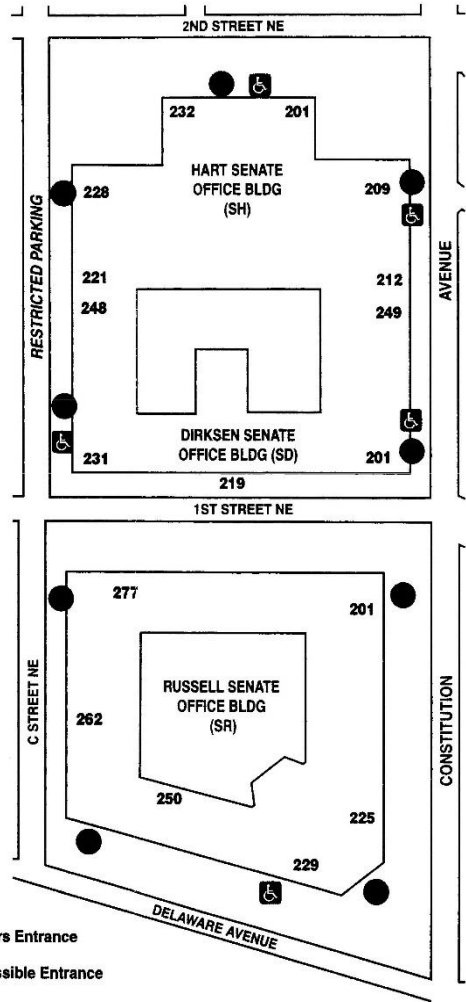 2ND STREET NE
232
201
HART SENATE
OFFICE BLDG
(SH)
228
209
RESTRICTED PARKING
AVENUE
221
212
248
249
DIRKSEN SENATE
OFFICE BLDG (SD)
231
201
219
1ST STREET NE
277
201
RUSSELL SENATE
OFFICE BLDG
(SR)
C STREET NE
CONSTITUTION
262
250
225
229
DELAWARE AVENUE
Entrance
Entrance